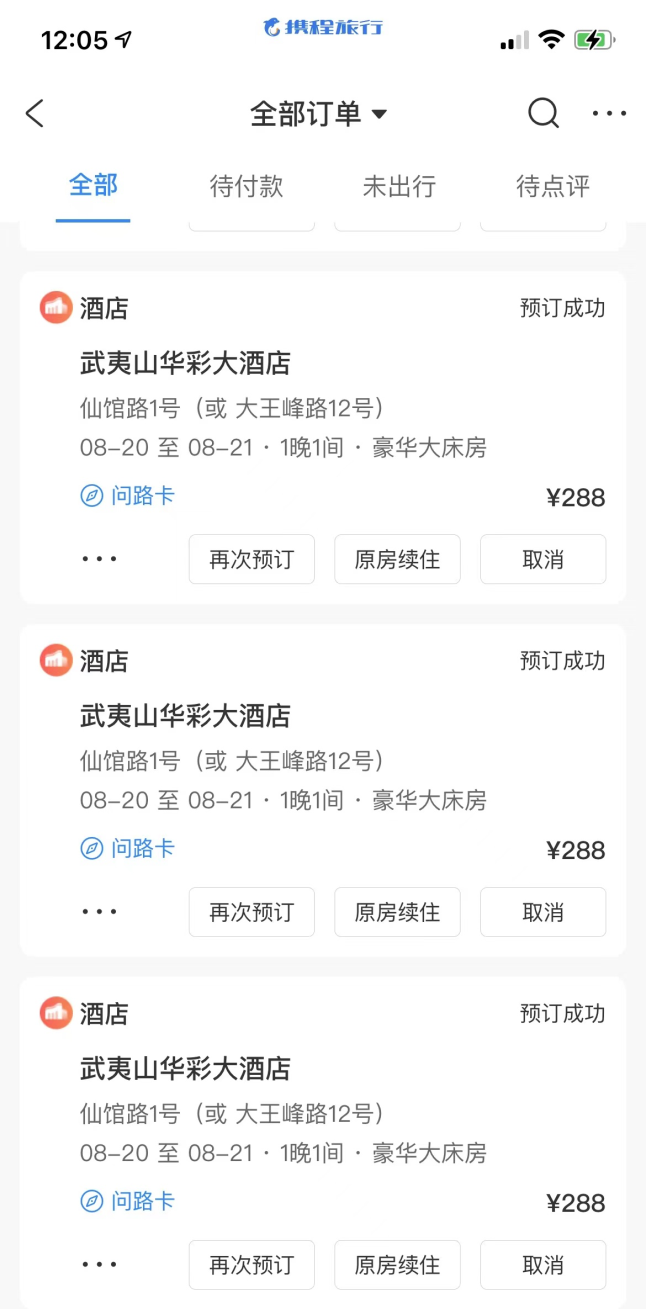 12:05
携程旅行
全部订单
全部 待付款 未出行 待点评
酒店 预订成功
武夷山华彩大酒店
仙馆路1号（或 大王峰路12号）
08-20 至 08-21 · 1晚1间 · 豪华大床房
问路卡 ¥288
... 再次预订 原房续住 取消
酒店 预订成功
武夷山华彩大酒店
仙馆路1号（或 大王峰路12号）
08-20 至 08-21 · 1晚1间 · 豪华大床房
问路卡 ¥288
... 再次预订 原房续住 取消
酒店 预订成功
武夷山华彩大酒店
仙馆路1号（或 大王峰路12号）
08-20 至 08-21 · 1晚1间 · 豪华大床房
问路卡 ¥288
... 再次预订 原房续住 取消